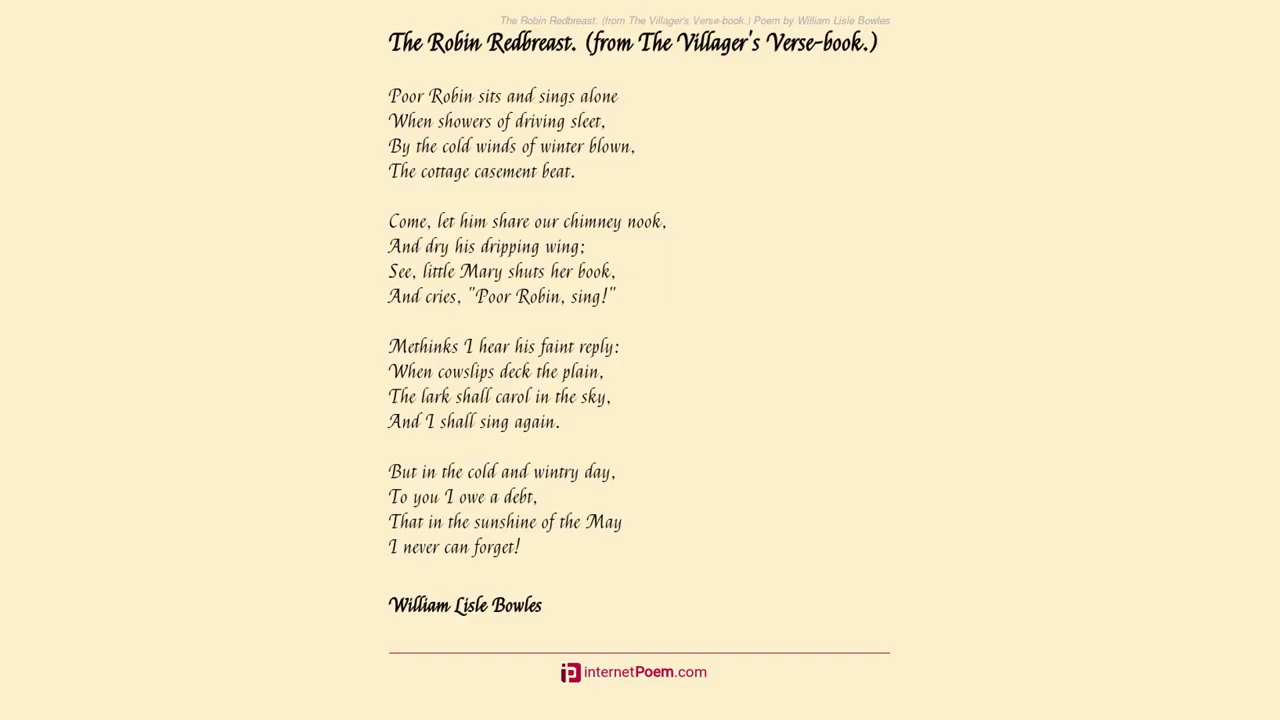 The Robin Redbreast. (from The Villager's Verse-book.) Poem by William Lisle Bowles
The Robin Redbreast. (from The Villager's Verse-book.)
Poor Robin sits and sings alone
When showers of driving sleet,
By the cold winds of winter blown,
The cottage casement beat.
Come, let him share our chimney nook,
And dry his dripping wing;
See, little Mary shuts her book,
And cries, "Poor Robin, sing!"
Methinks I hear his faint reply:
When cowslips deck the plain,
The lark shall carol in the sky,
And I shall sing again.
But in the cold and wintry day,
To you I owe a debt,
That in the sunshine of the May
I never can forget!
William Lisle Bowles
internetPoem.com